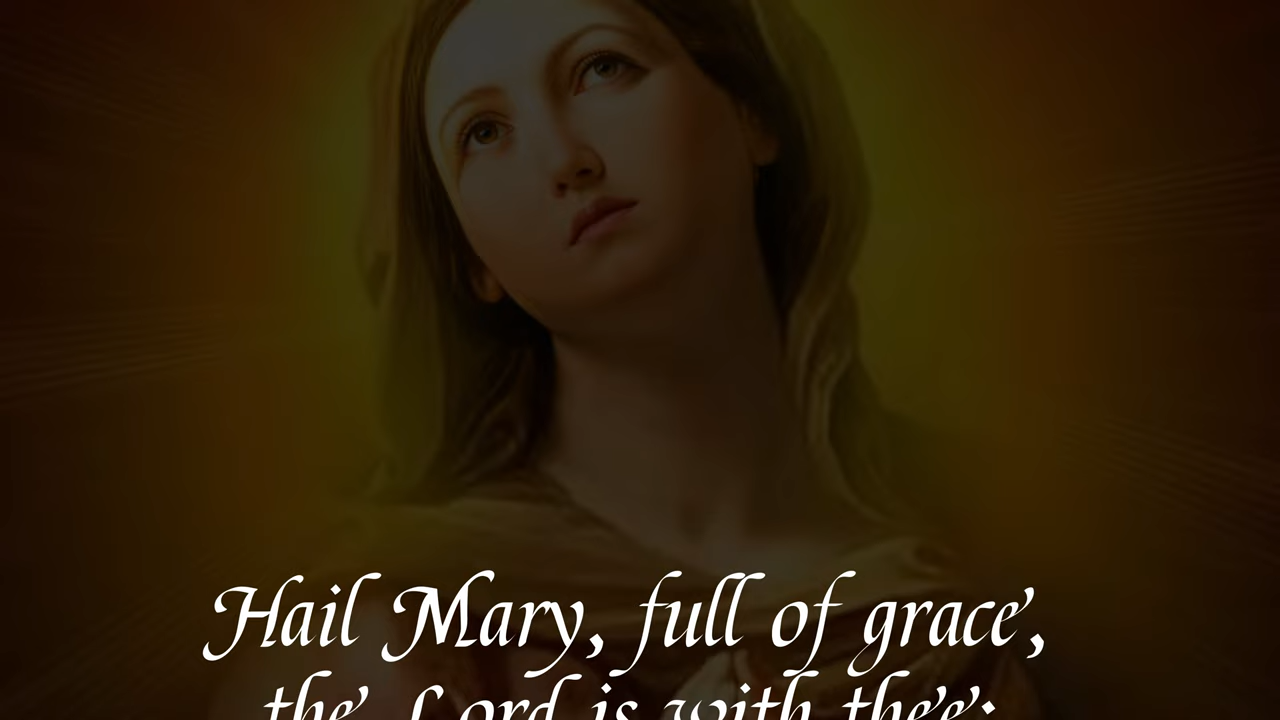 Hail Mary, full of grace,
the Lord is with thee;